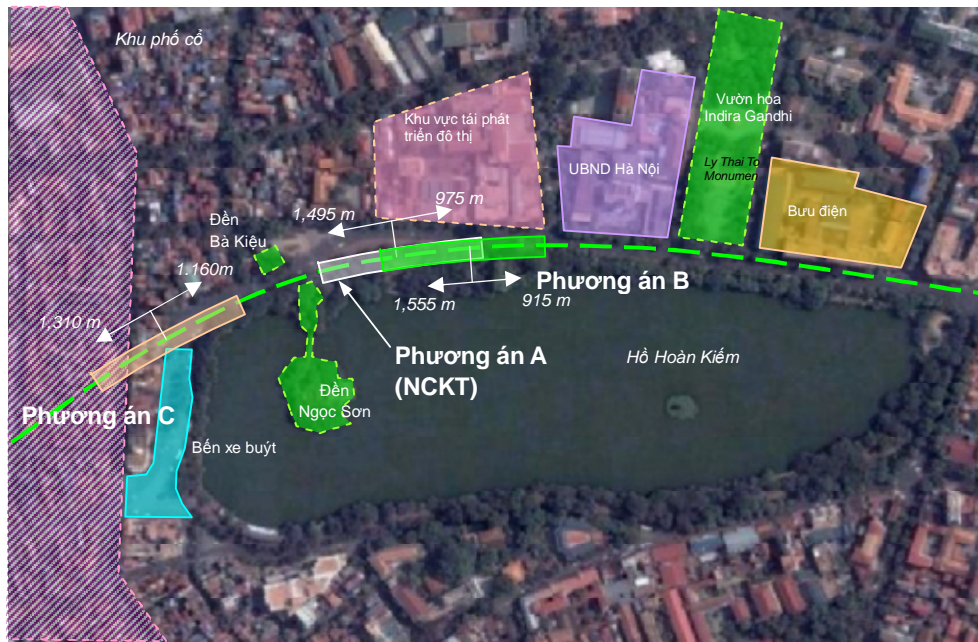 Khu phố cổ
Khu vực tái phát
triển đô thị
UBND Hà Nội
Vườn hoa
Indira Gandhi
Ly Thai To
Monumen
Bưu điện
975 m
1,495 m
Đền
Bà Kiệu
1.160m
1,310 m
Phương án B
1,555 m
915 m
Phương án A
(NCKT)
Hồ Hoàn Kiếm
Đền
Ngọc Sơn
Phương án C
Bến xe buýt